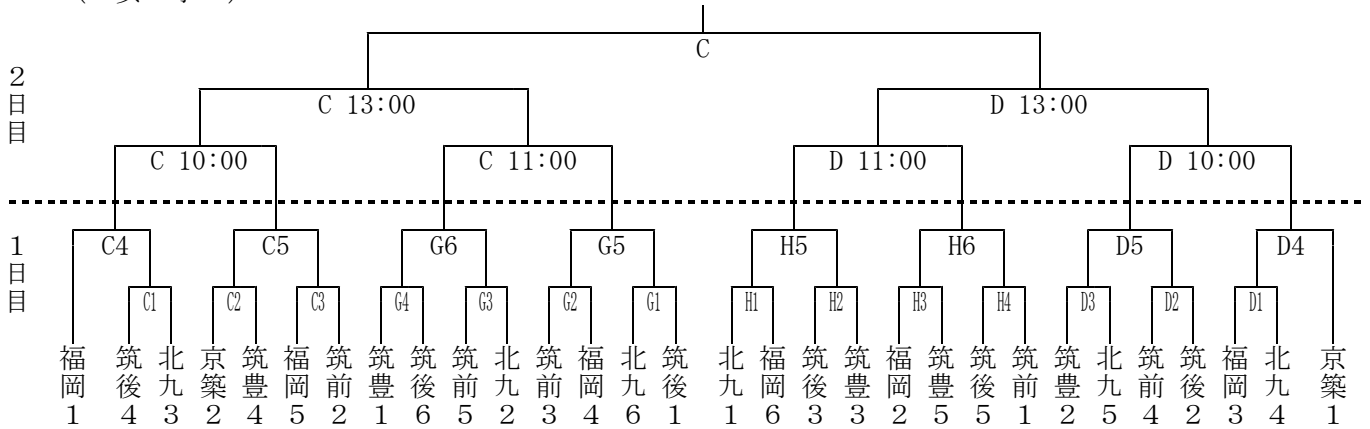 C
2日目
C 13:00 D 13:00
C 10:00 C 11:00 D 11:00 D 10:00
1日目
C4 C5 G6 G5 H5 H6 D5 D4
C1 C2 C3 G4 G3 G2 G1 H1 H2 H3 H4 D3 D2 D1
福岡1 筑後4 北九3 京築2 筑豊4 福岡5 筑前2 筑豊1 筑後6 筑前5 北九2 筑前3 福岡4 北九6 筑後1 北九1 福岡6 筑後3 筑豊3 福岡2 筑豊5 筑後5 筑前1 筑豊2 北九5 筑前4 筑後2 福岡3 北九4 京築1